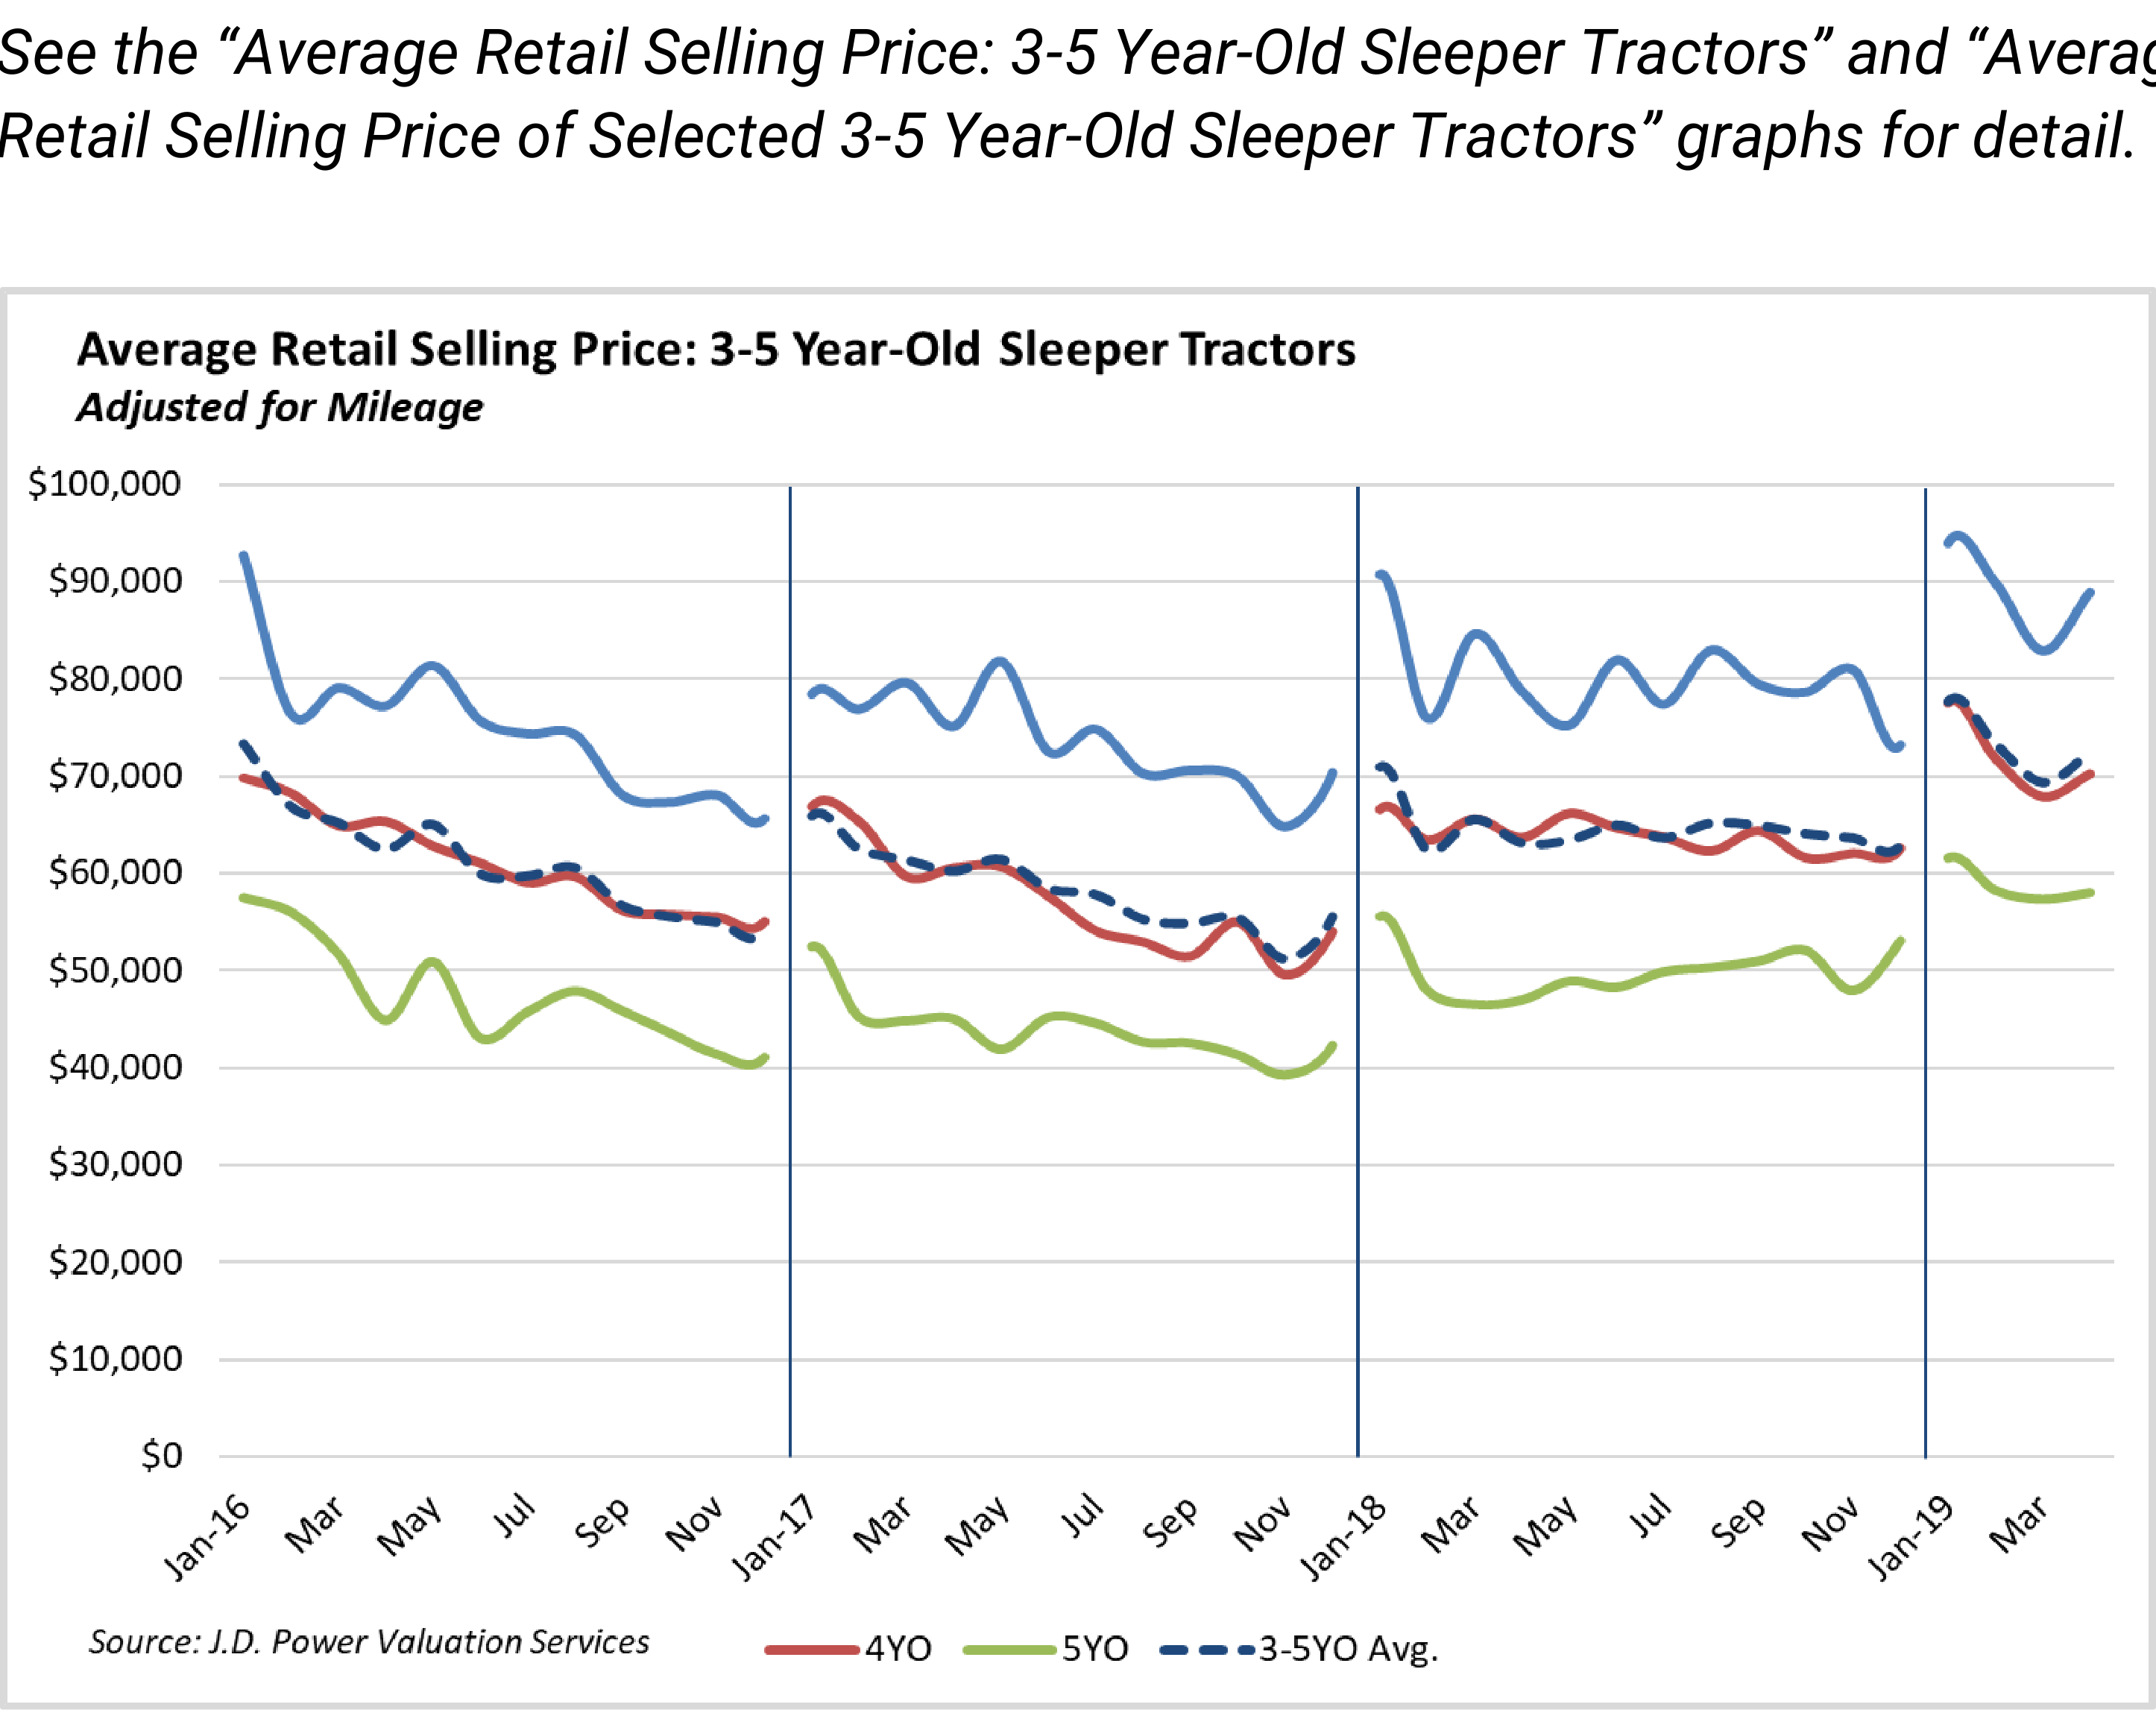 See the “Average Retail Selling Price: 3-5 Year-Old Sleeper Tractors” and “Averag
Retail Selling Price of Selected 3-5 Year-Old Sleeper Tractors” graphs for detail.
Average Retail Selling Price: 3-5 Year-Old Sleeper Tractors
Adjusted for Mileage
$100,000
$90,000
$80,000
$70,000
$60,000
$50,000
$40,000
$30,000
$20,000
$10,000
$0
Jan-16 Mar May Jul Sep Nov Jan-17 Mar May Jul Sep Nov Jan-18 Mar May Jul Sep Nov Jan-19 Mar
Source: J.D. Power Valuation Services 4YO 5YO 3-5YO Avg.